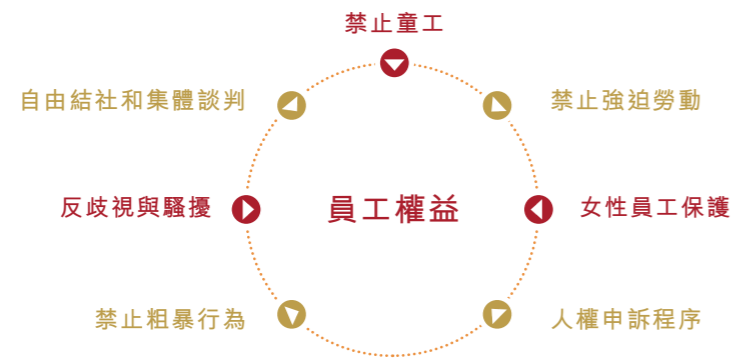 禁止童工
自由結社和集體談判
禁止強迫勞動
反歧視與騷擾
員工權益
女性員工保護
禁止粗暴行為
人權申訴程序